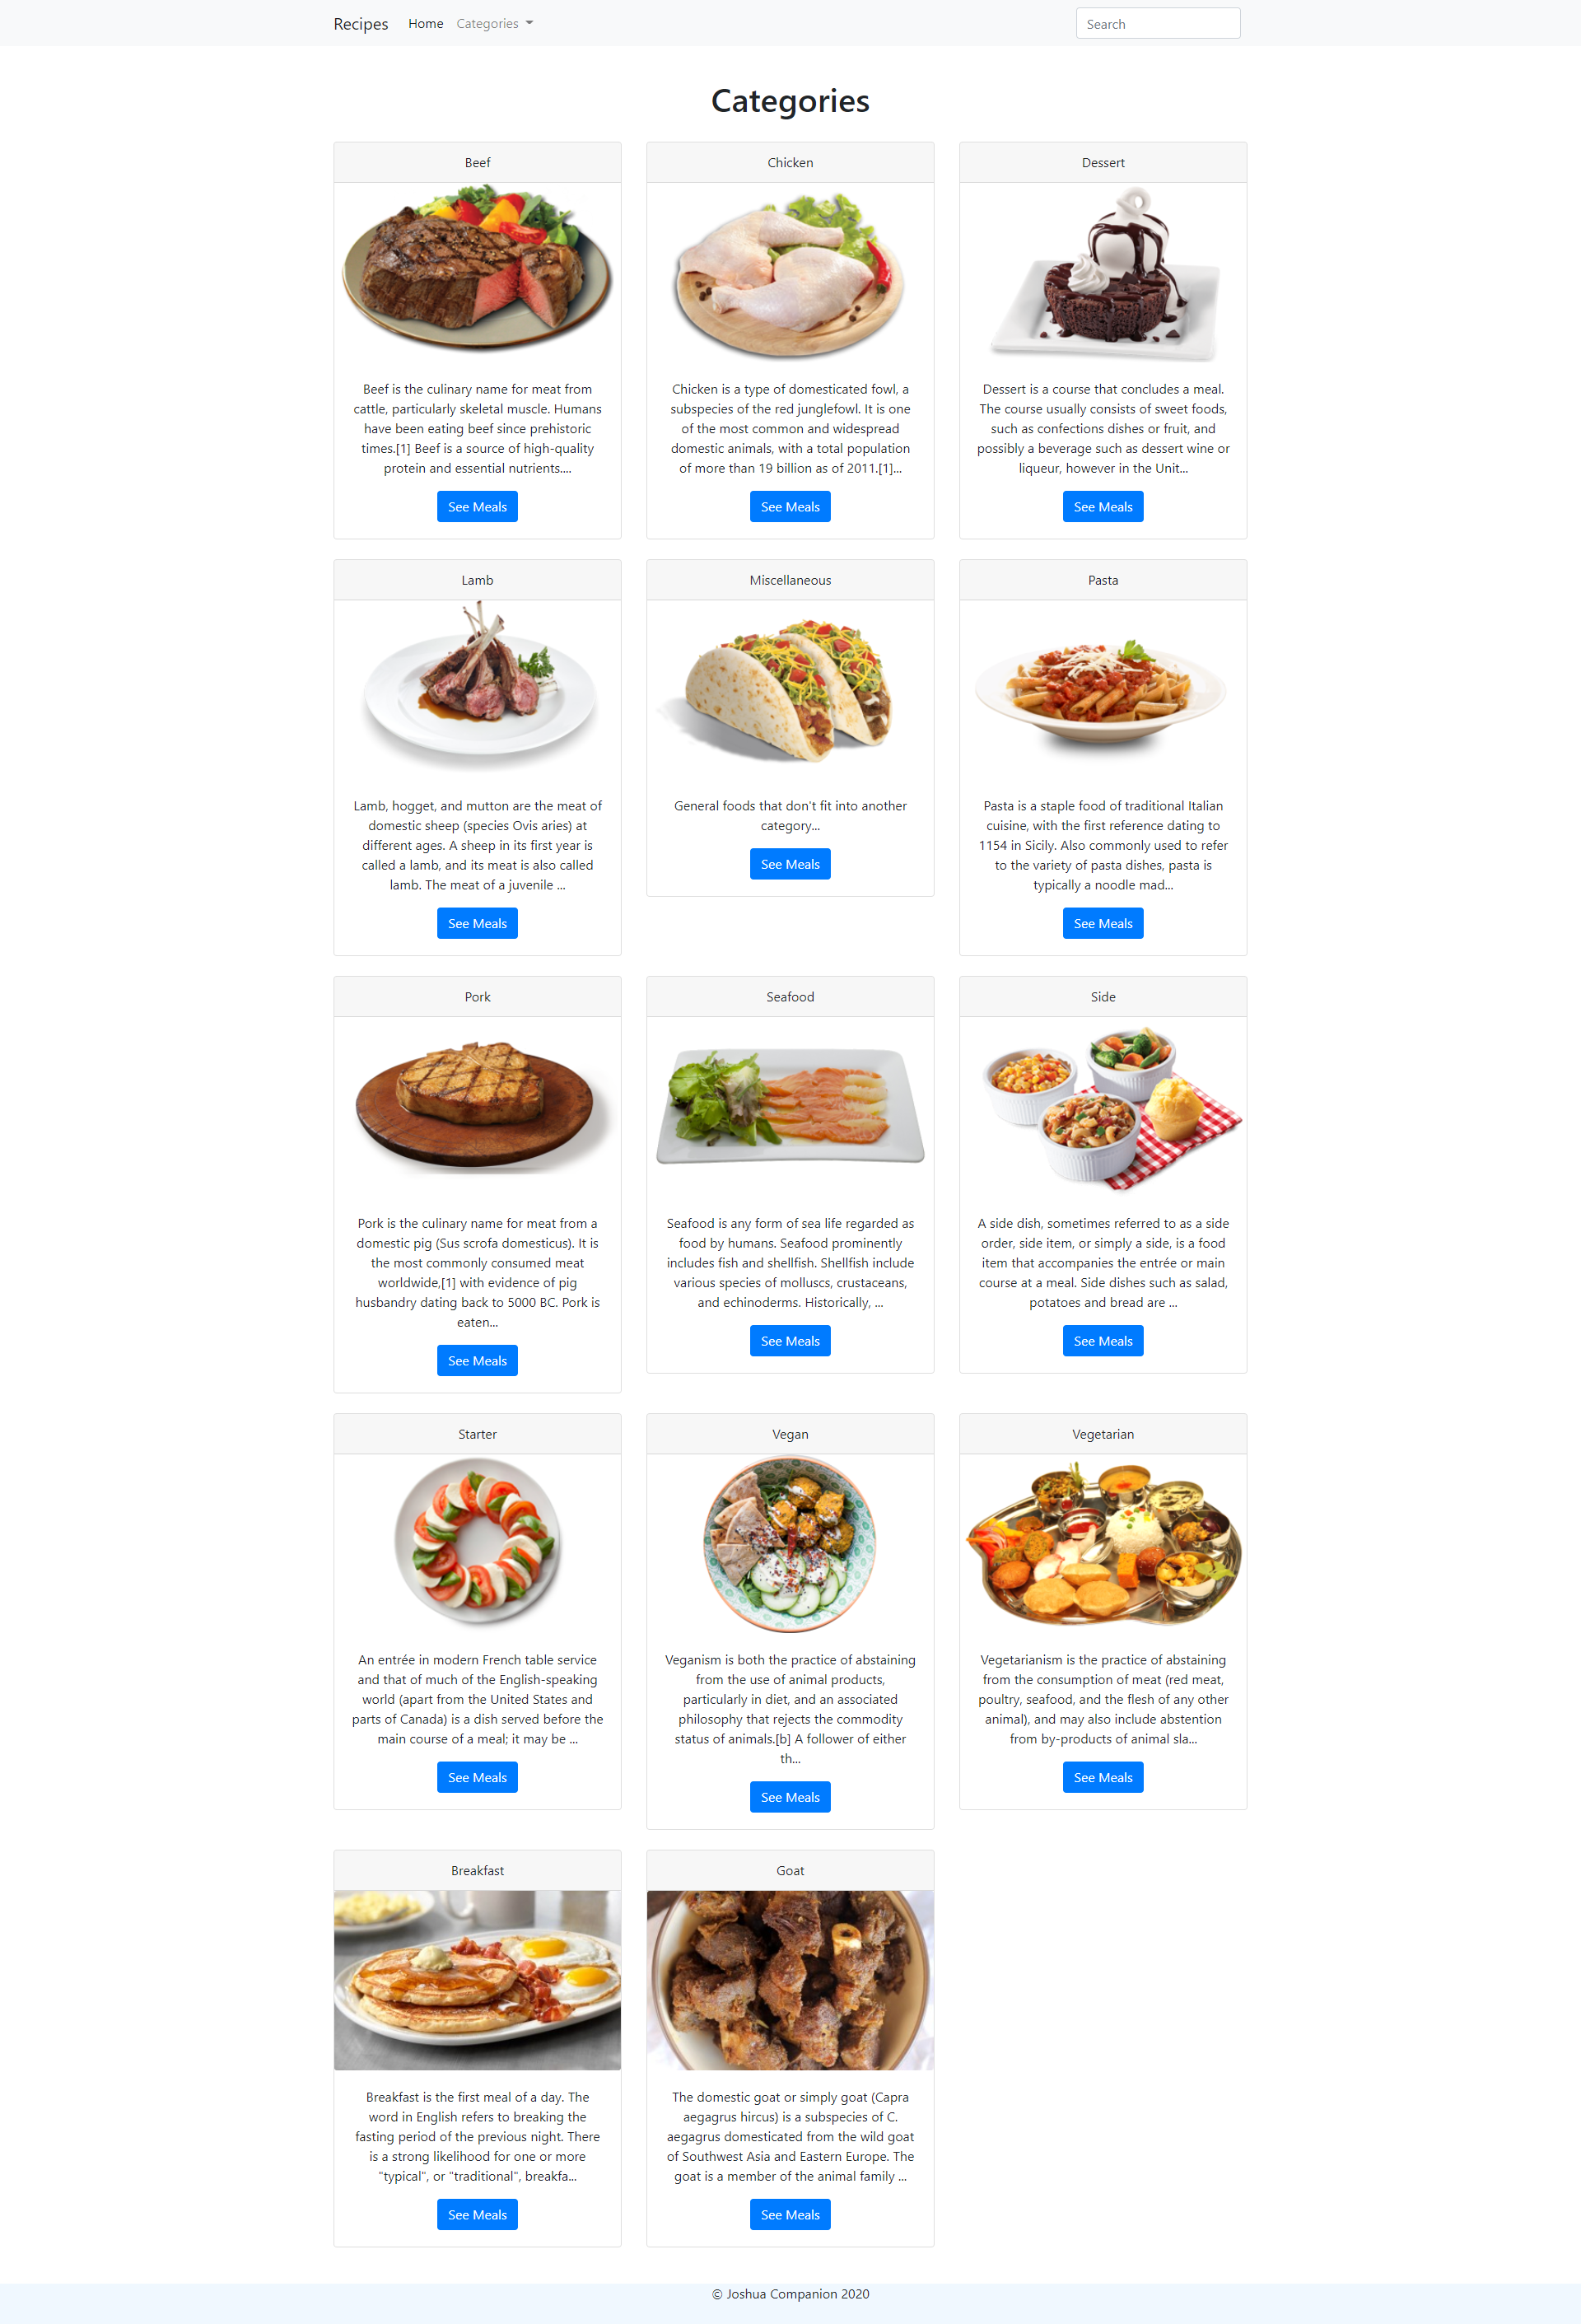 Recipes Home Categories
Search
Categories
Beef
Beef is the culinary name for meat from
cattle, particularly skeletal muscle. Humans
have been eating beef since prehistoric
times.[1] Beef is a source of high-quality
protein and essential nutrients....
See Meals
Chicken
Chicken is a type of domesticated fowl, a
subspecies of the red junglefowl. It is one
of the most common and widespread
domestic animals, with a total population
of more than 19 billion as of 2011.[1]...
See Meals
Dessert
Dessert is a course that concludes a meal.
The course usually consists of sweet foods,
such as confections dishes or fruit, and
possibly a beverage such as dessert wine or
liqueur, however in the Unit...
See Meals
Lamb
Lamb, hogget, and mutton are the meat of
domestic sheep (species Ovis aries) at
different ages. A sheep in its first year is
called a lamb, and its meat is also called
lamb. The meat of a juvenile ...
See Meals
Miscellaneous
General foods that don't fit into another
category...
See Meals
Pasta
Pasta is a staple food of traditional Italian
cuisine, with the first reference dating to
1154 in Sicily. Also commonly used to refer
to the variety of pasta dishes, pasta is
typically a noodle mad...
See Meals
Pork
Pork is the culinary name for meat from a
domestic pig (Sus scrofa domesticus). It is
the most commonly consumed meat
worldwide,[1] with evidence of pig
husbandry dating back to 5000 BC. Pork is
eaten...
See Meals
Seafood
Seafood is any form of sea life regarded as
food by humans. Seafood prominently
includes fish and shellfish. Shellfish include
various species of molluscs, crustaceans,
and echinoderms. Historically, ...
See Meals
Side
A side dish, sometimes referred to as a side
order, side item, or simply a side, is a food
item that accompanies the entrée or main
course at a meal. Side dishes such as salad,
potatoes and bread are ...
See Meals
Starter
An entrée in modern French table service
and that of much of the English-speaking
world (apart from the United States and
parts of Canada) is a dish served before the
main course of a meal; it may be ...
See Meals
Vegan
Veganism is both the practice of abstaining
from the use of animal products,
particularly in diet, and an associated
philosophy that rejects the commodity
status of animals.[b] A follower of either
th...
See Meals
Vegetarian
Vegetarianism is the practice of abstaining
from the consumption of meat (red meat,
poultry, seafood, and the flesh of any other
animal), and may also include abstention
from by-products of animal sla...
See Meals
Breakfast
Breakfast is the first meal of a day. The
word in English refers to breaking the
fasting period of the previous night. There
is a strong likelihood for one or more
"typical", or "traditional", breakfa...
See Meals
Goat
The domestic goat or simply goat (Capra
aegagrus hircus) is a subspecies of C.
aegagrus domesticated from the wild goat
of Southwest Asia and Eastern Europe. The
goat is a member of the animal family ...
See Meals
© Joshua Companion 2020